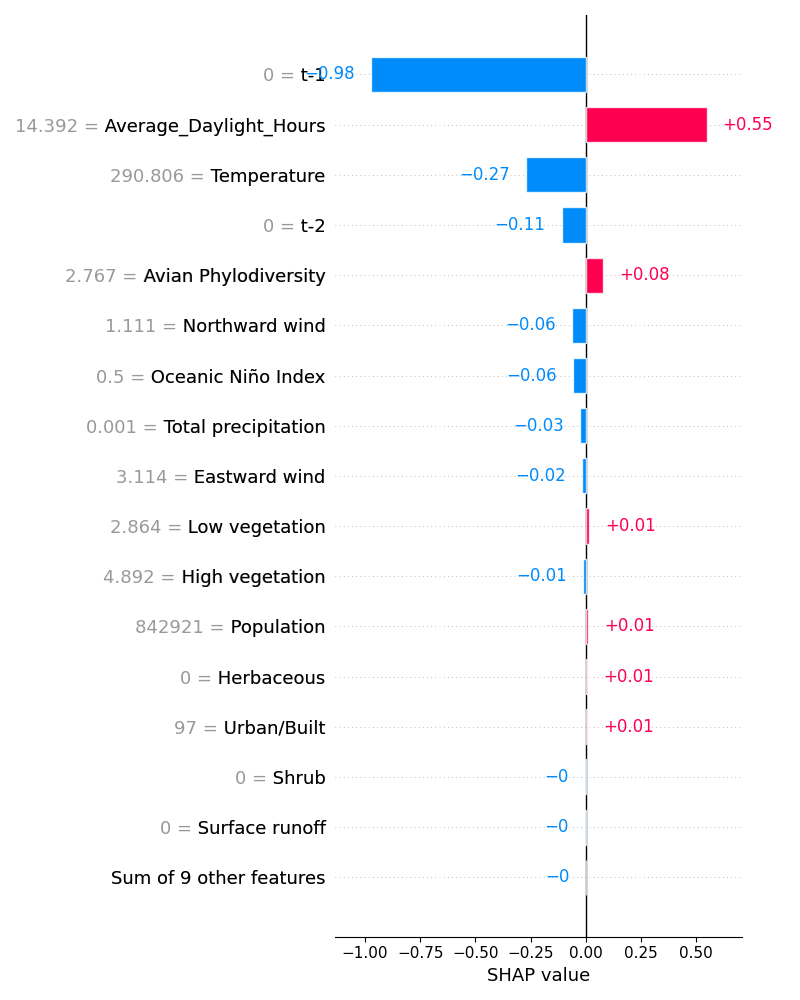 0 = t-1 −0.98
14.392 = Average_Daylight_Hours +0.55
290.806 = Temperature −0.27
0 = t-2 −0.11
2.767 = Avian Phylodiversity +0.08
1.111 = Northward wind −0.06
0.5 = Oceanic Niño Index −0.06
0.001 = Total precipitation −0.03
3.114 = Eastward wind −0.02
2.864 = Low vegetation +0.01
4.892 = High vegetation −0.01
842921 = Population +0.01
0 = Herbaceous +0.01
97 = Urban/Built +0.01
0 = Shrub −0
0 = Surface runoff −0
Sum of 9 other features −0
−1.00 −0.75 −0.50 −0.25 0.00 0.25 0.50
SHAP value